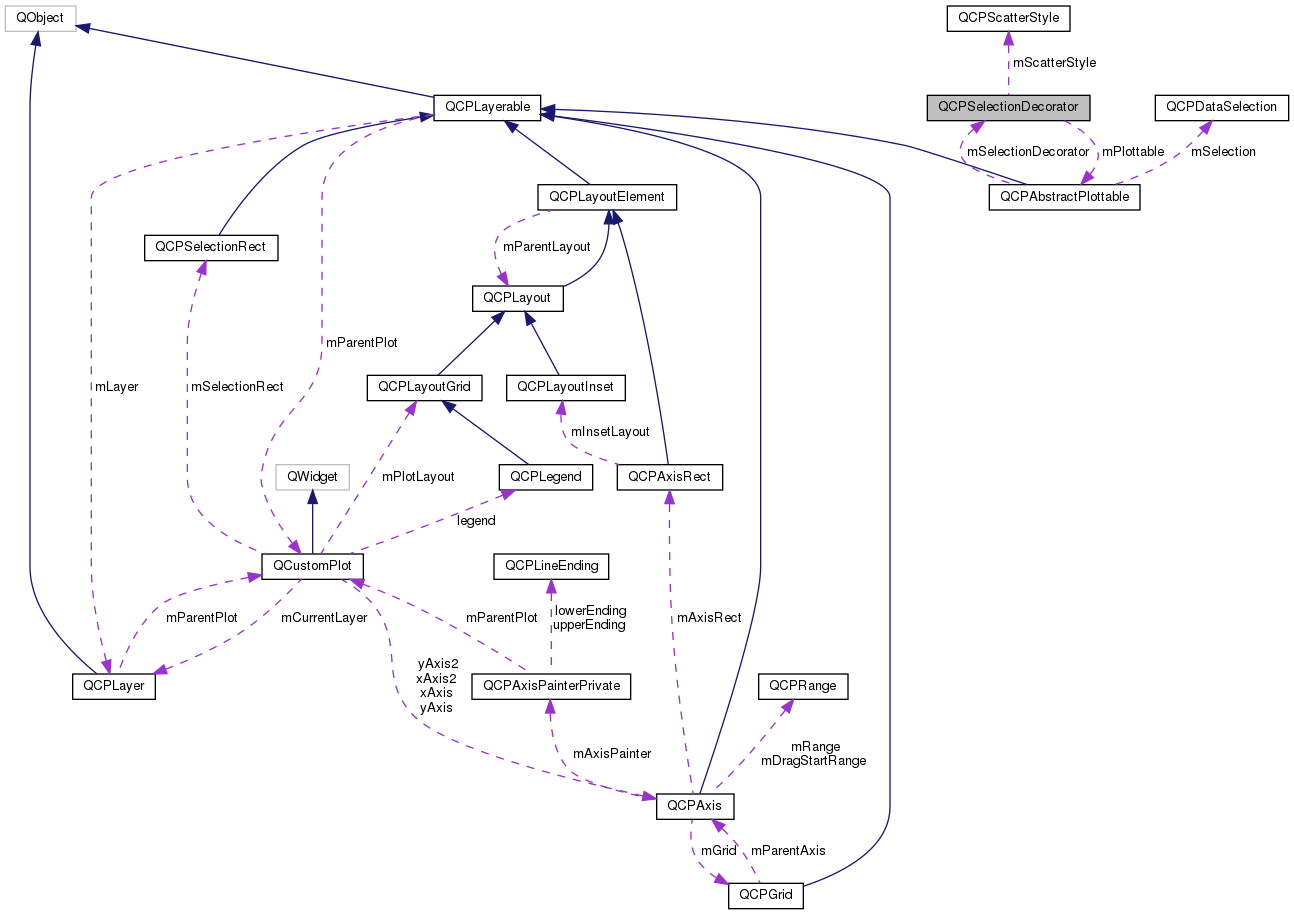 QObject
QCPScatterStyle
mScatterStyle
QCPLayerable
QCPSelectionDecorator
QCPDataSelection
mSelectionDecorator
mPlottable
mSelection
QCPLayoutElement
QCPAbstractPlottable
QCPSelectionRect
mParentLayout
QCPLayout
mParentPlot
mLayer
mSelectionRect
QCPLayoutGrid
QCPLayoutInset
mInsetLayout
QWidget
mPlotLayout
QCPLegend
QCPAxisRect
legend
QCustomPlot
QCPLineEnding
mParentPlot
mCurrentLayer
mParentPlot
lowerEnding
upperEnding
mAxisRect
yAxis2
xAxis2
xAxis
yAxis
QCPLayer
QCPAxisPainterPrivate
QCPRange
mAxisPainter
mRange
mDragStartRange
QCPAxis
mGrid
mParentAxis
QCPGrid